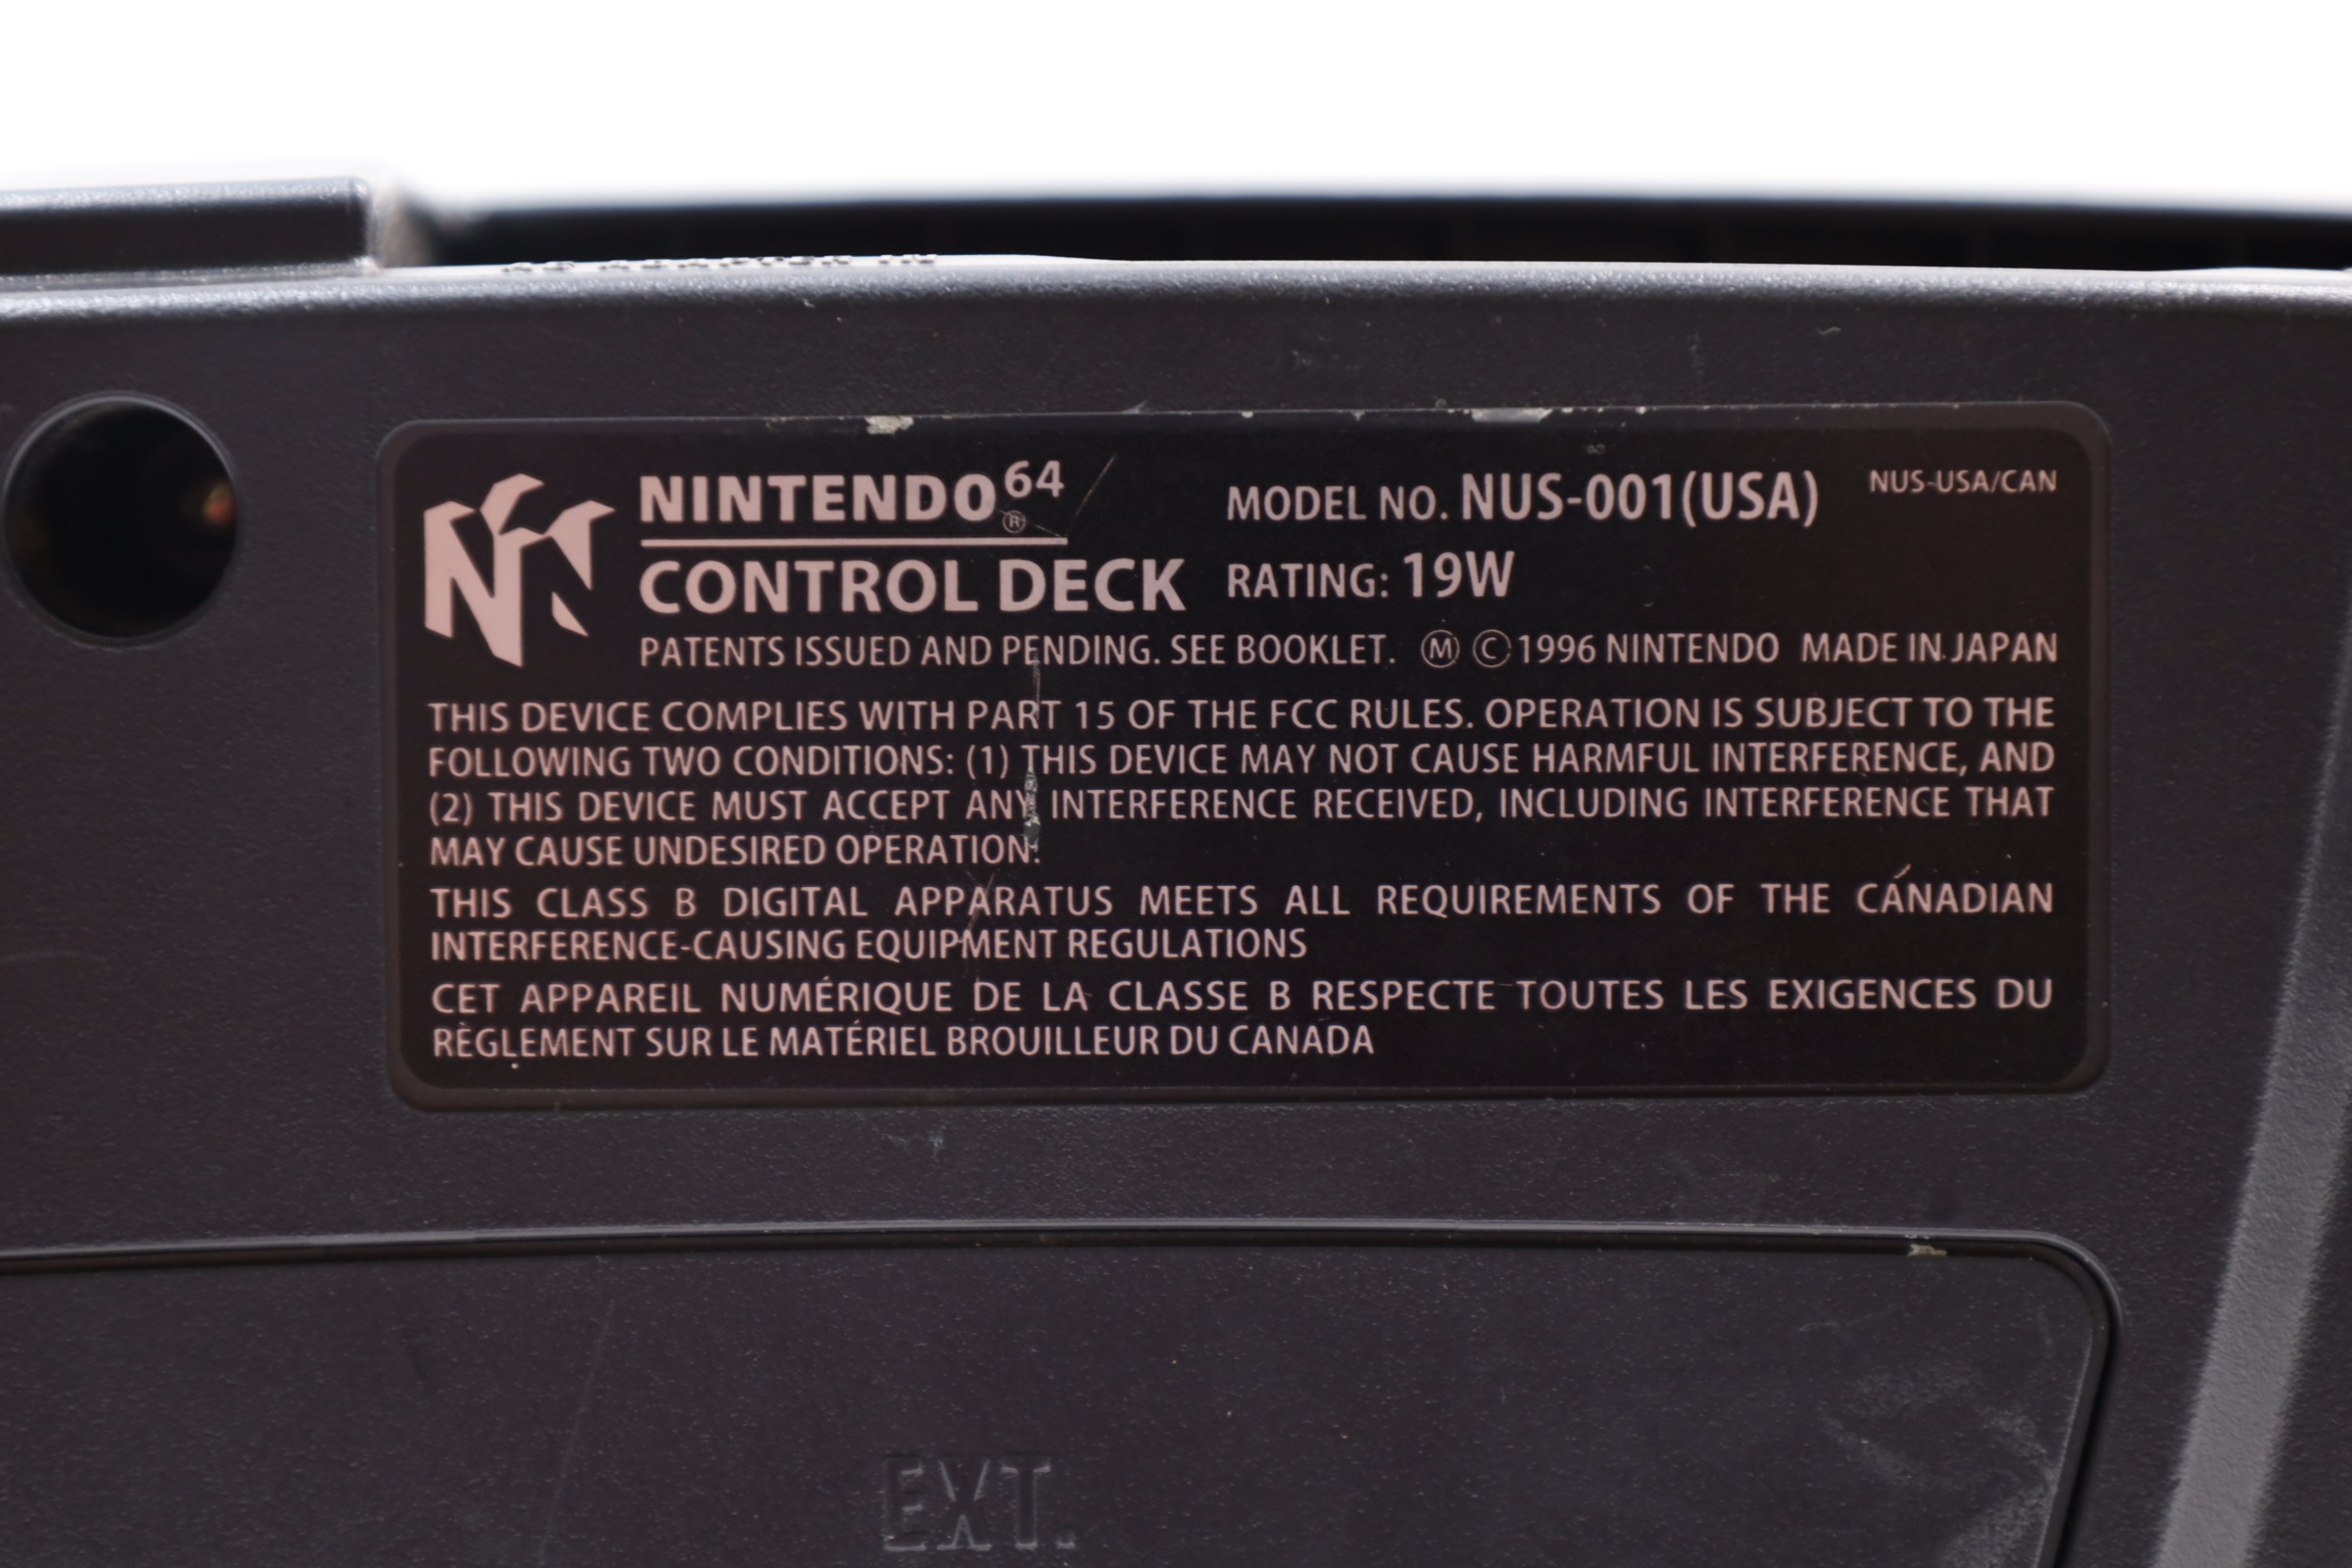 NINTENDO64
®
CONTROL DECK
MODEL NO. NUS-001(USA)
NUS-USA/CAN
RATING: 19W
PATENTS ISSUED AND PENDING. SEE BOOKLET. Ⓜ ©1996 NINTENDO MADE IN JAPAN
THIS DEVICE COMPLIES WITH PART 15 OF THE FCC RULES. OPERATION IS SUBJECT TO THE
FOLLOWING TWO CONDITIONS: (1) THIS DEVICE MAY NOT CAUSE HARMFUL INTERFERENCE, AND
(2) THIS DEVICE MUST ACCEPT ANY INTERFERENCE RECEIVED, INCLUDING INTERFERENCE THAT
MAY CAUSE UNDESIRED OPERATION.
THIS CLASS B DIGITAL APPARATUS MEETS ALL REQUIREMENTS OF THE CANADIAN
INTERFERENCE-CAUSING EQUIPMENT REGULATIONS
CET APPAREIL NUMÉRIQUE DE LA CLASSE B RESPECTE TOUTES LES EXIGENCES DU
RÈGLEMENT SUR LE MATÉRIEL BROUILLEUR DU CANADA
EXT.